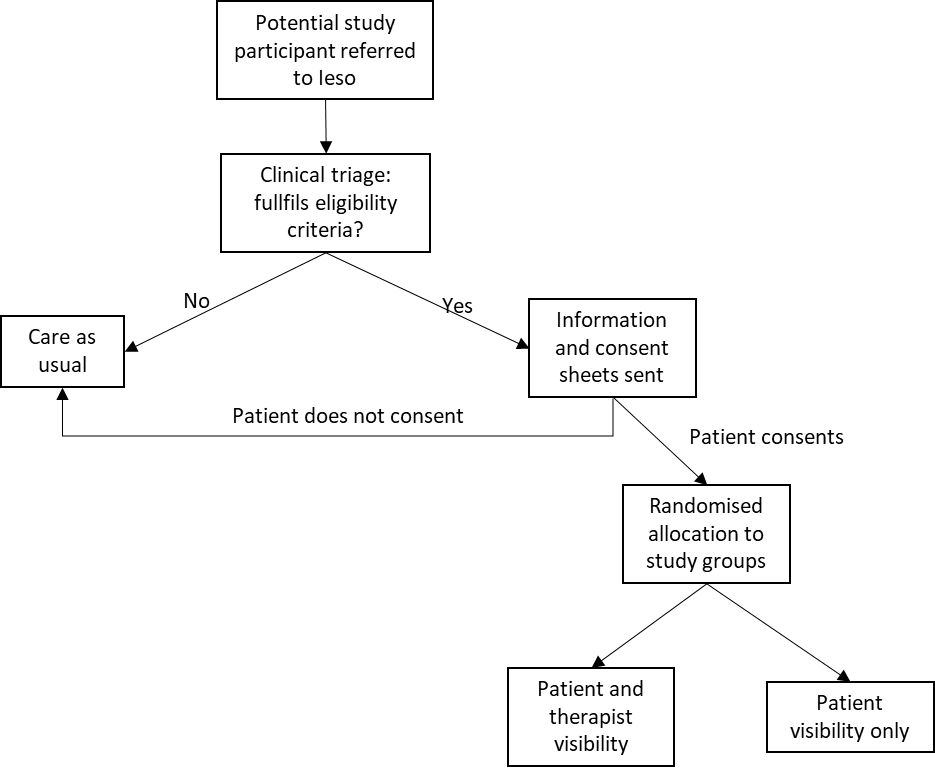 Potential study
participant referred
to Ieso
Clinical triage:
fullfils eligibility
criteria?
No
Yes
Care as
usual
Information
and consent
sheets sent
Patient does not consent
Patient consents
Randomised
allocation to
study groups
Patient and
therapist
visibility
Patient
visibility only